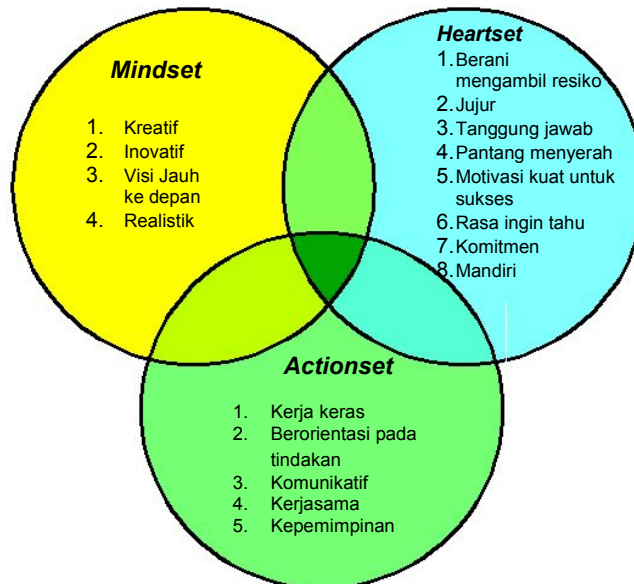 Mindset
1. Kreatif
2. Inovatif
3. Visi Jauh
ke depan
4. Realistik
Heartset
1. Berani
mengambil resiko
2. Jujur
3. Tanggung jawab
4. Pantang menyerah
5. Motivasi kuat untuk
sukses
6. Rasa ingin tahu
7. Komitmen
8. Mandiri
Actionset
1. Kerja keras
2. Berorientasi pada
tindakan
3. Komunikatif
4. Kerjasama
5. Kepemimpinan